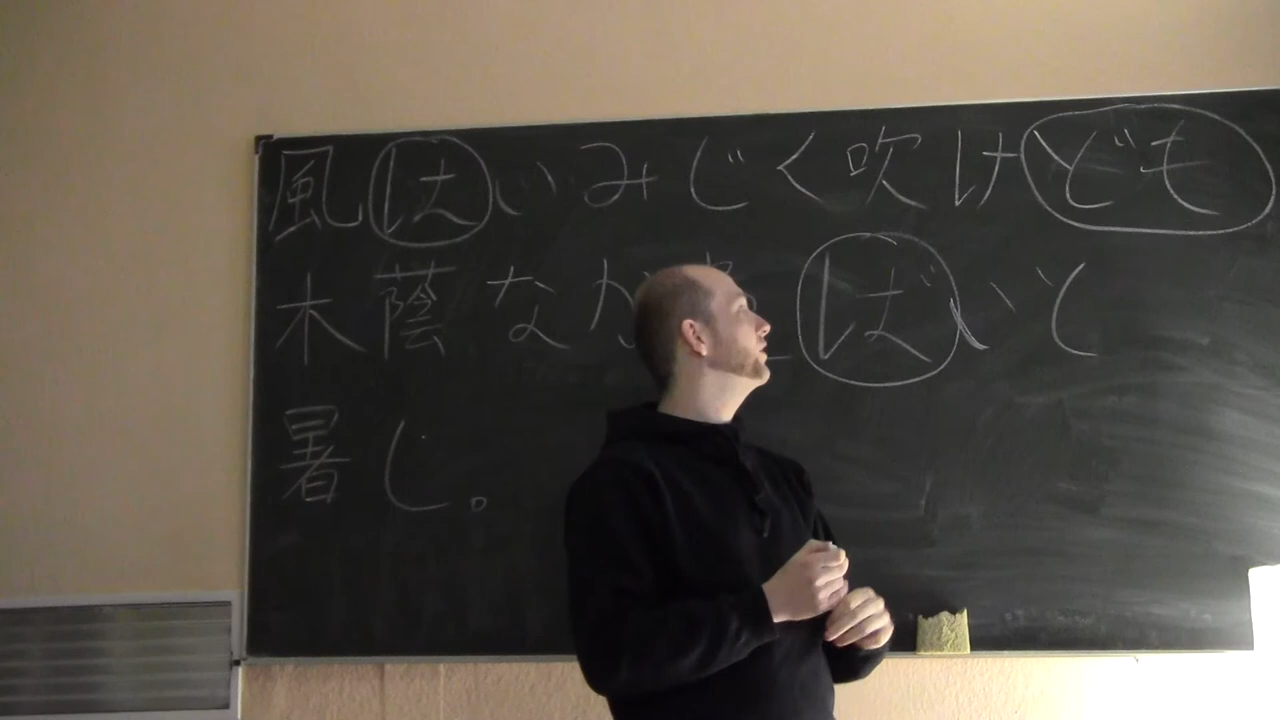 風はいみじく吹けども
木蔭なか ばいと
暑し。